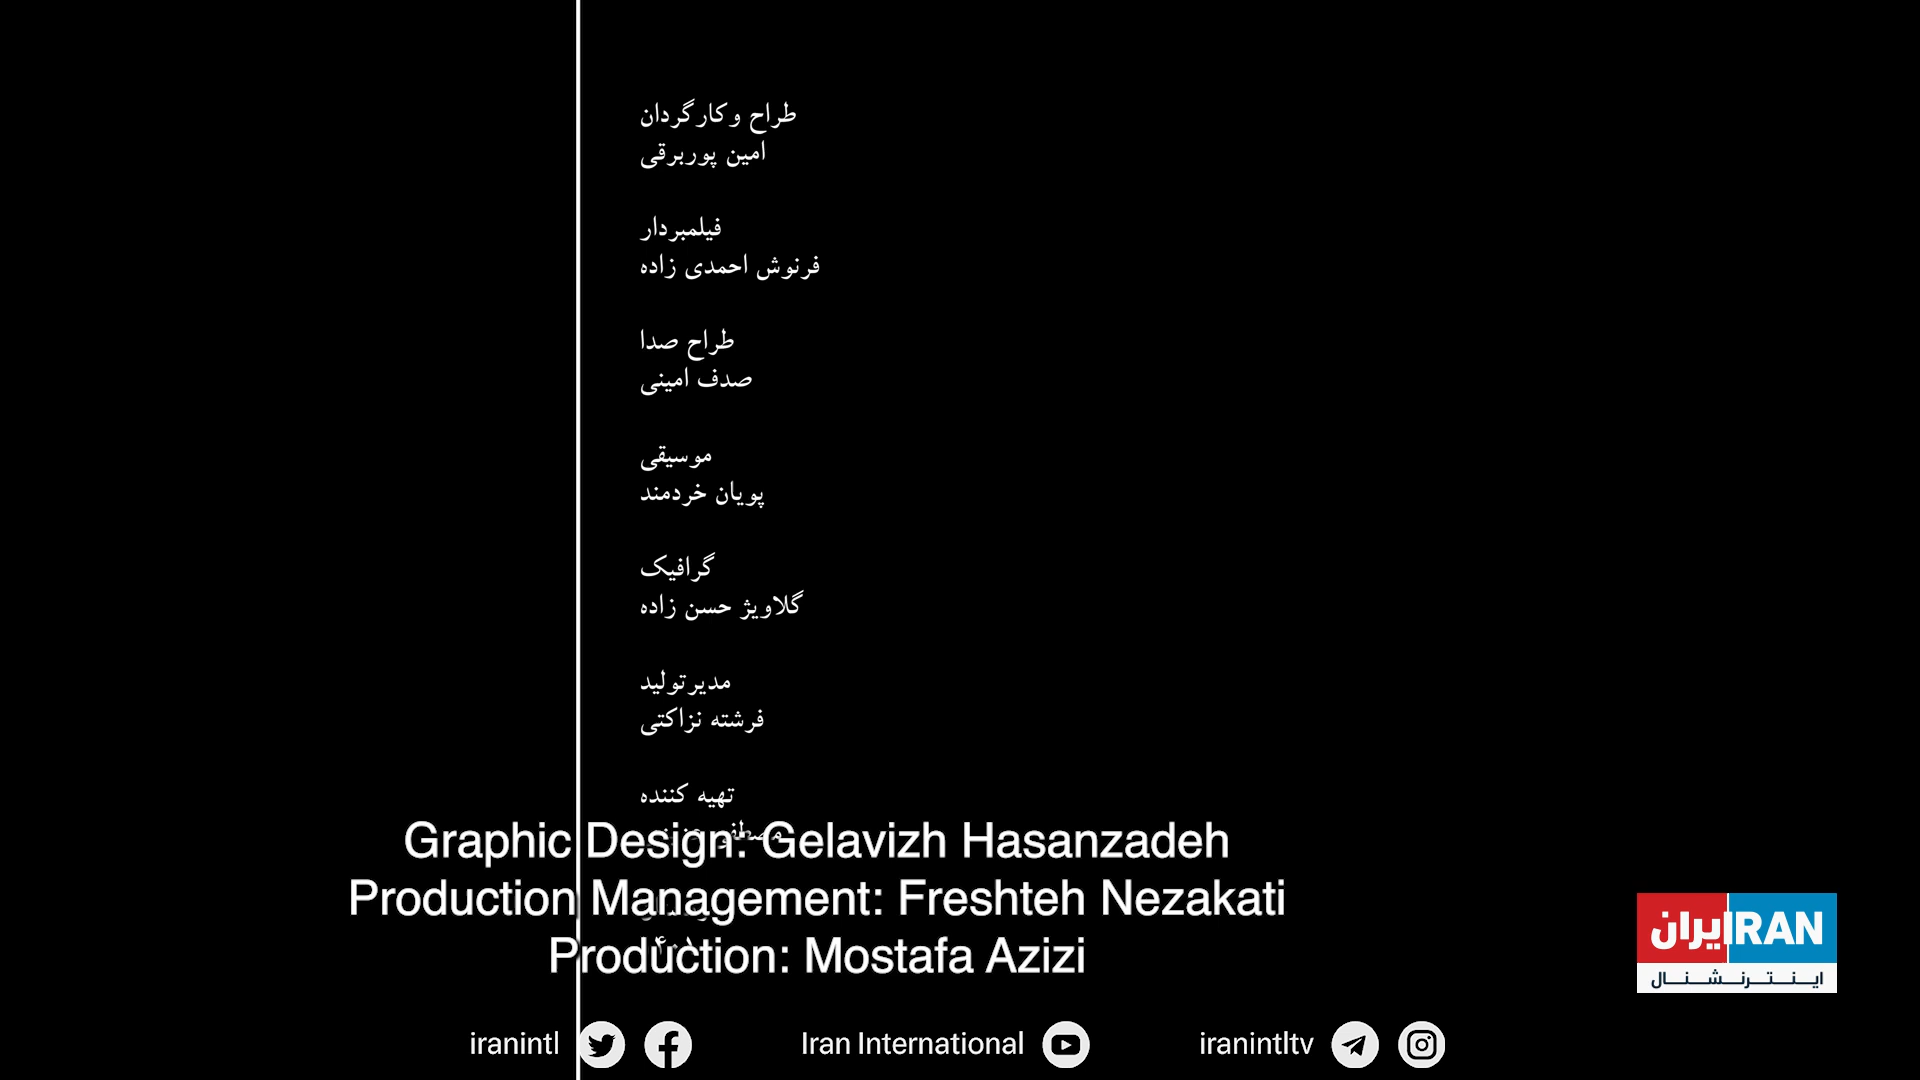 طراح وکارگردان
امین پوربرقی
فیلمبردار
فرنوش احمدی زاده
طراح صدا
صدف امینی
موسیقی
پویان خردمند
گرافیک
گلاویژ حسن زاده
مدیرتولید
فرشته نزاکتی
تهیه کننده
Graphic Design: Gelavizh Hasanzadeh
Production Management: Freshteh Nezakati
Production: Mostafa Azizi
ایران IRAN
اینترنشنال
iranintl
Iran International
iranintltv